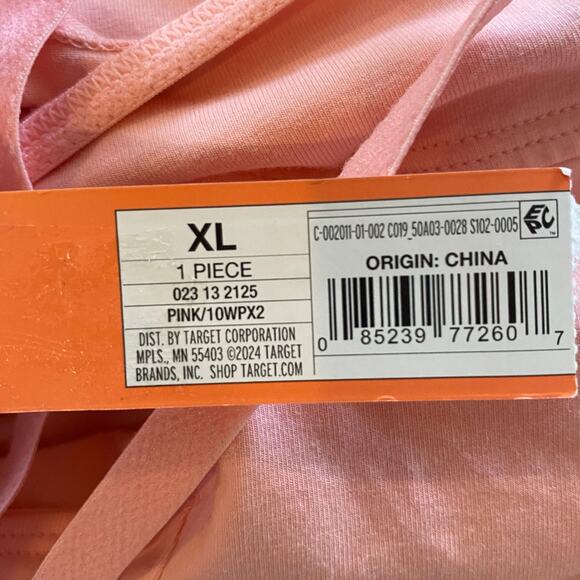 XL
1 PIECE
023 13 2125
PINK/10WPX2
DIST. BY TARGET CORPORATION
MPLS., MN 55403 ©2024 TARGET
BRANDS, INC. SHOP TARGET.COM
C-002011-01-002 C019_50A03-0028 S102-0005
EPC™
ORIGIN: CHINA
0 85239 77260 7